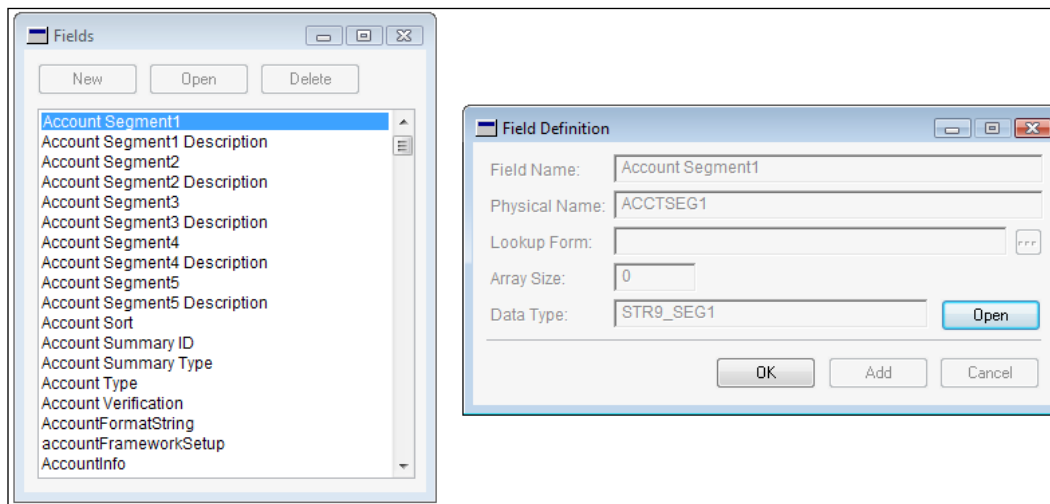 Fields
New Open Delete
Account Segment1
Account Segment1 Description
Account Segment2
Account Segment2 Description
Account Segment3
Account Segment3 Description
Account Segment4
Account Segment4 Description
Account Segment5
Account Segment5 Description
Account Sort
Account Summary ID
Account Summary Type
Account Type
Account Verification
AccountFormatString
accountFrameworkSetup
AccountInfo
Field Definition
Field Name: Account Segment1
Physical Name: ACCTSEG1
Lookup Form:
Array Size: 0
Data Type: STR9_SEG1 Open
OK Add Cancel